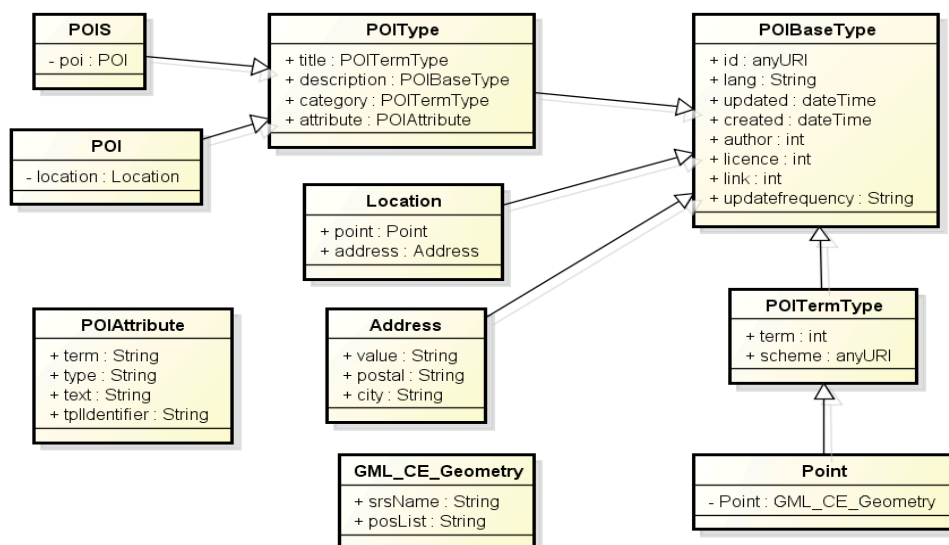 POIS
- poi : POI
POIType
+ title : POITermType
+ description : POIBaseType
+ category : POITermType
+ attribute : POIAttribute
POIBaseType
+ id : anyURI
+ lang : String
+ updated : dateTime
+ created : dateTime
+ author : int
+ licence : int
+ link : int
+ updatefrequency : String
POI
- location : Location
Location
+ point : Point
+ address : Address
POIAttribute
+ term : String
+ type : String
+ text : String
+ tplIdentifier : String
Address
+ value : String
+ postal : String
+ city : String
POITermType
+ term : int
+ scheme : anyURI
GML_CE_Geometry
+ srsName : String
+ posList : String
Point
- Point : GML_CE_Geometry